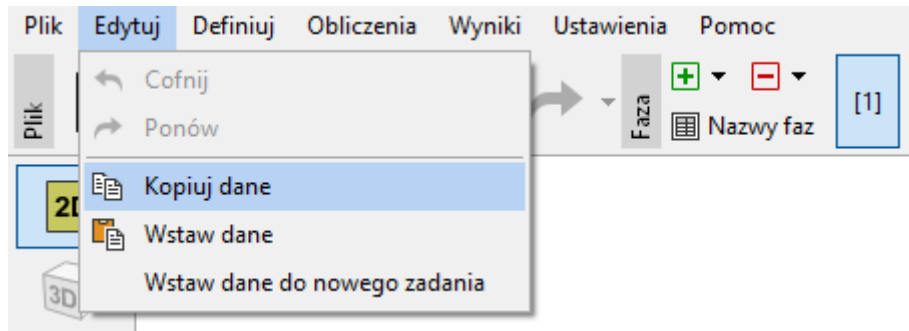 Plik Edytuj Definiuj Obliczenia Wyniki Ustawienia Pomoc
Plik
Cofnij
Ponów
Kopiuj dane
Wstaw dane
Wstaw dane do nowego zadania
Faza
Nazwy faz
[1]
2D
3D